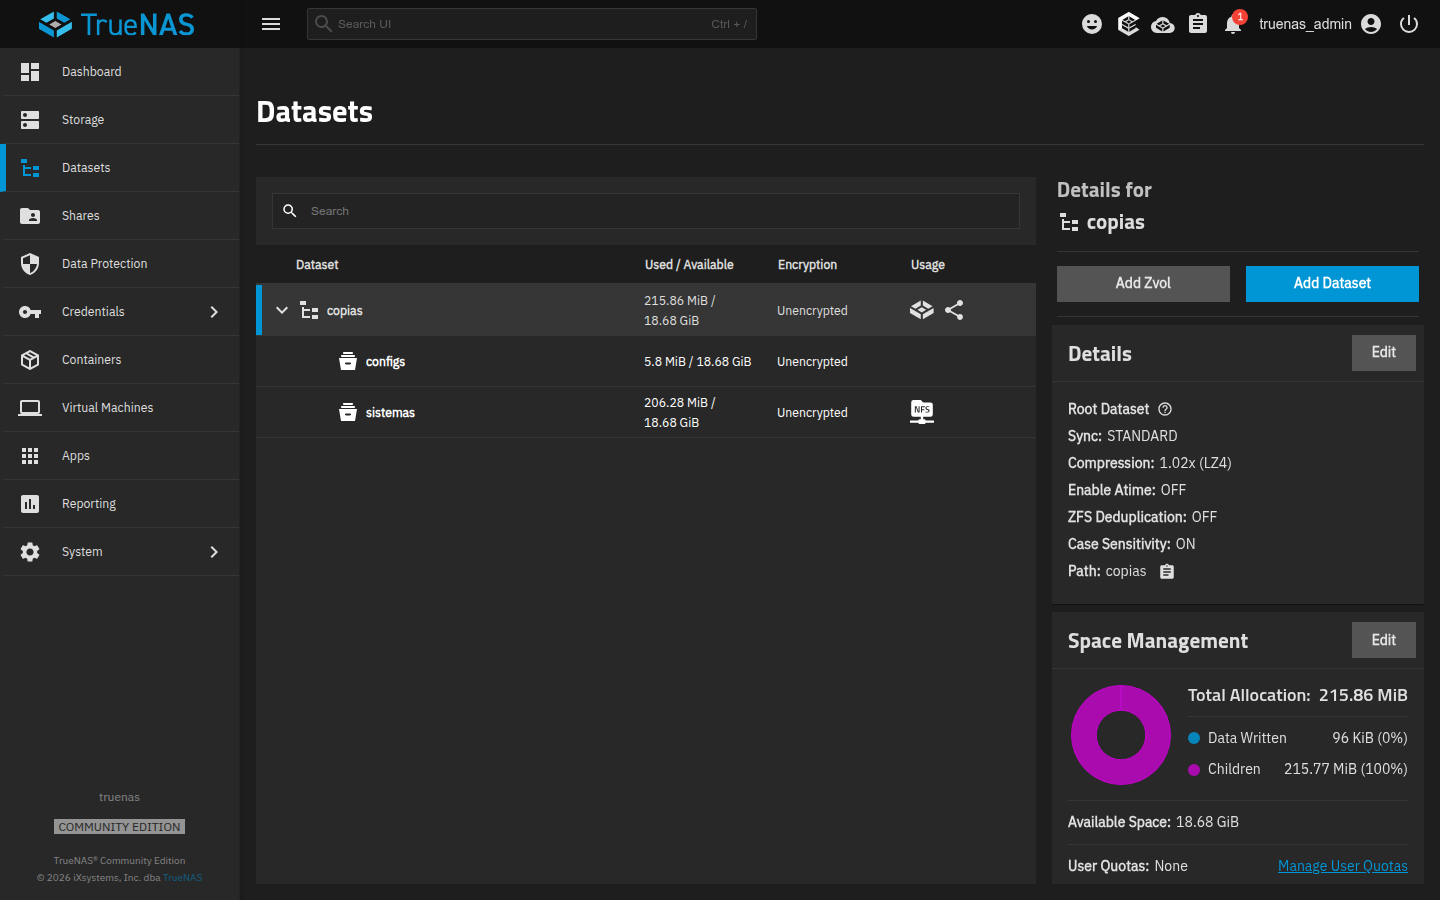 TrueNAS
Search UI
Ctrl + /
1
truenas_admin
Dashboard
Storage
Datasets
Shares
Data Protection
Credentials
Containers
Virtual Machines
Apps
Reporting
System
truenas
COMMUNITY EDITION
TrueNAS® Community Edition
© 2026 iXsystems, Inc. dba TrueNAS
Datasets
Search
Dataset
Used / Available
Encryption
Usage
copias
215.86 MiB /
18.68 GiB
Unencrypted
configs
5.8 MiB / 18.68 GiB
Unencrypted
sistemas
206.28 MiB /
18.68 GiB
Unencrypted
NFS
Details for
copias
Add Zvol
Add Dataset
Details
Edit
Root Dataset
Sync: STANDARD
Compression: 1.02x (LZ4)
Enable Atime: OFF
ZFS Deduplication: OFF
Case Sensitivity: ON
Path: copias
Space Management
Edit
Total Allocation: 215.86 MiB
Data Written 96 KiB (0%)
Children 215.77 MiB (100%)
Available Space: 18.68 GiB
User Quotas: None
Manage User Quotas